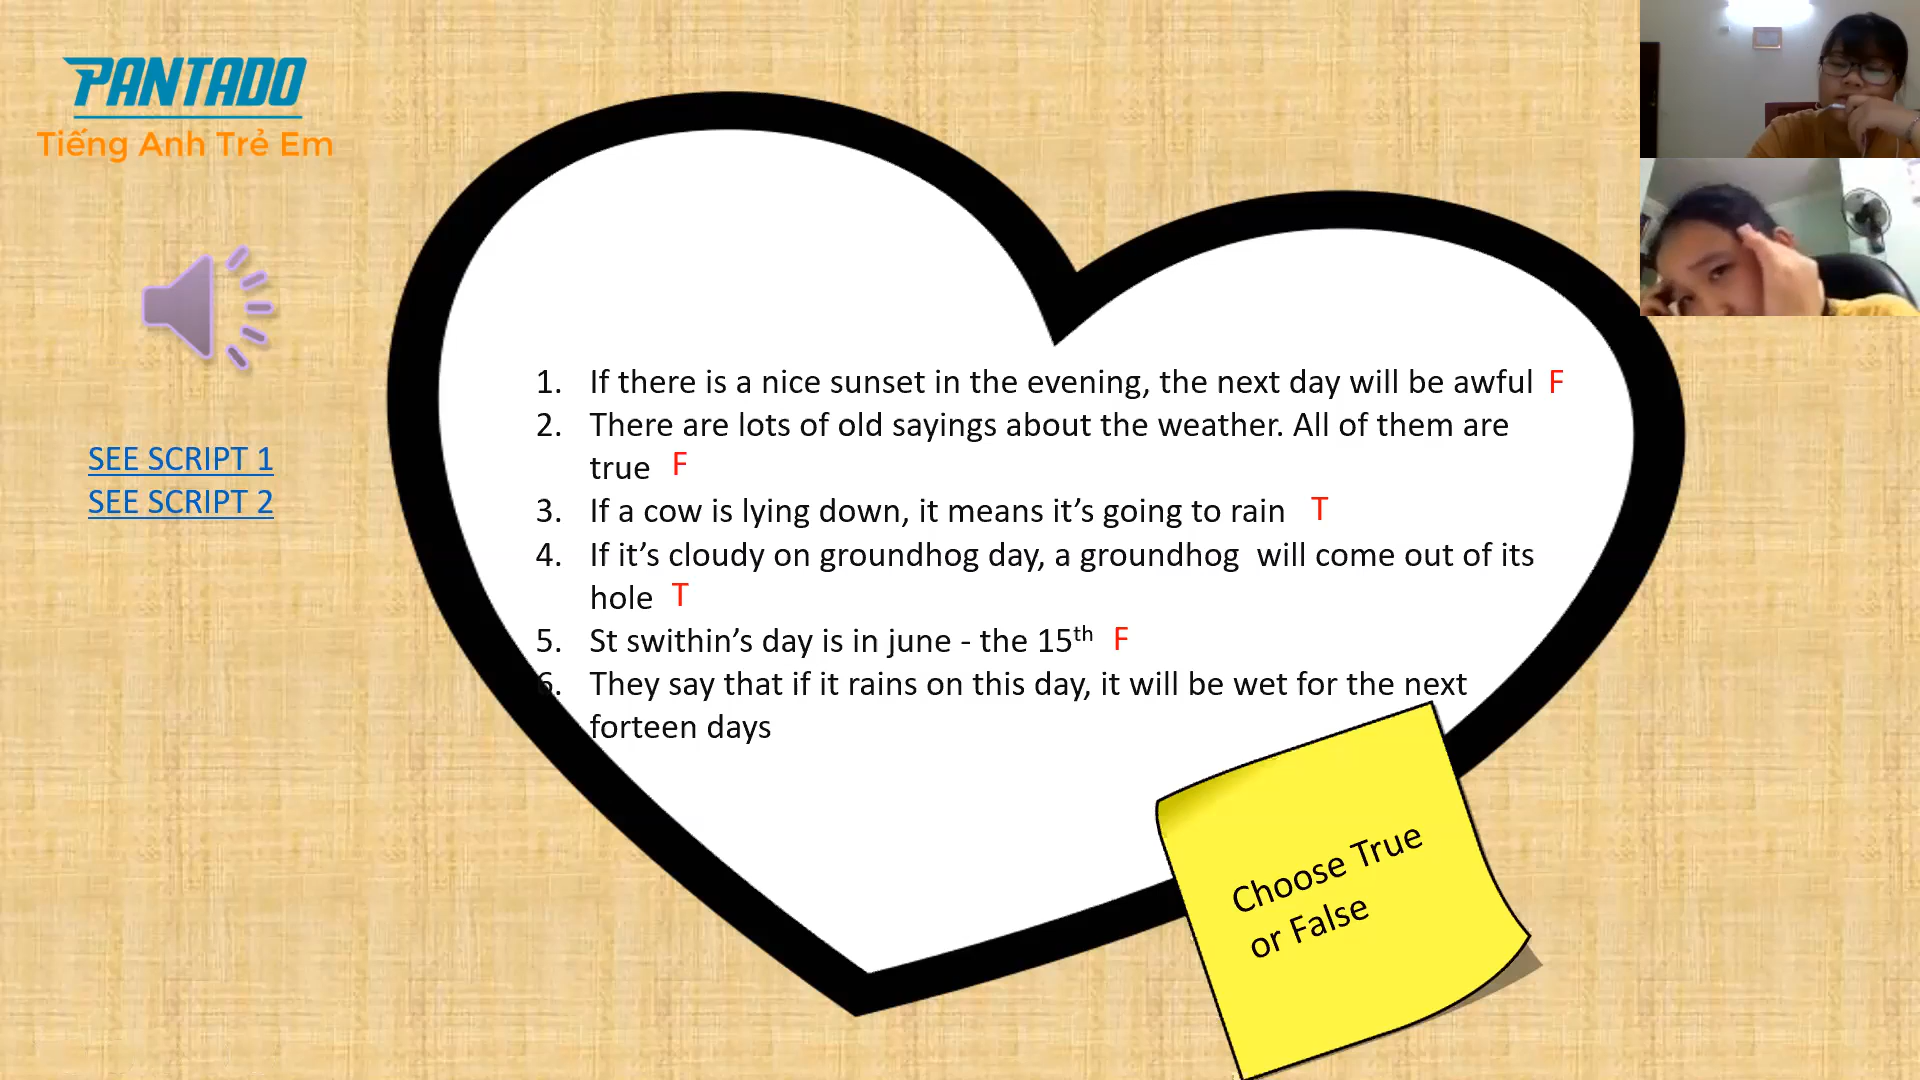 PANTADO
Tiếng Anh Trẻ Em
SEE SCRIPT 1
SEE SCRIPT 2
1. If there is a nice sunset in the evening, the next day will be awful F
2. There are lots of old sayings about the weather. All of them are
true F
3. If a cow is lying down, it means it’s going to rain T
4. If it’s cloudy on groundhog day, a groundhog will come out of its
hole T
5. St swithin’s day is in june - the 15th F
6. They say that if it rains on this day, it will be wet for the next
forteen days
Choose True
or False